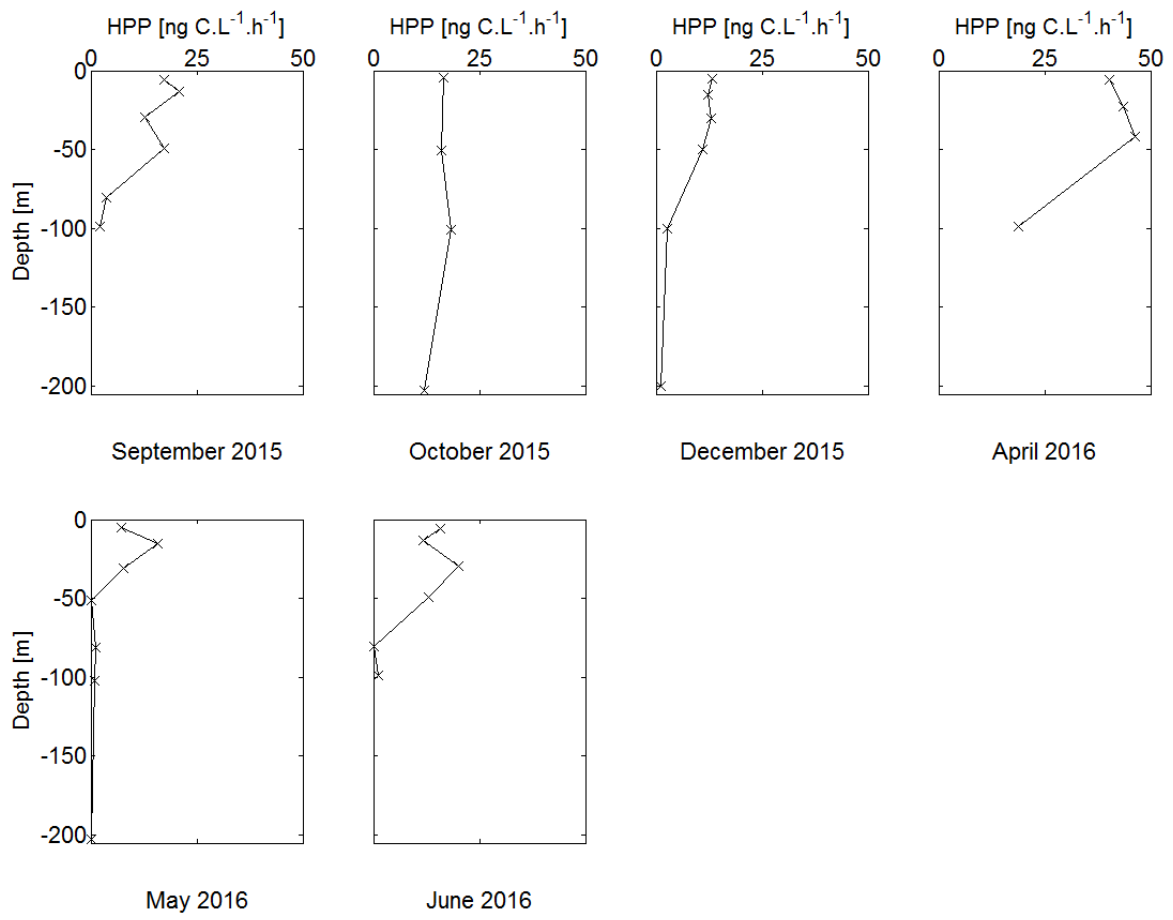 HPP [ng C.L⁻¹.h⁻¹] HPP [ng C.L⁻¹.h⁻¹] HPP [ng C.L⁻¹.h⁻¹] HPP [ng C.L⁻¹.h⁻¹]
0 25 50 0 25 50 0 25 50 0 25 50
0
-50
-100
-150
-200
Depth [m]
September 2015 October 2015 December 2015 April 2016
0
-50
-100
-150
-200
Depth [m]
May 2016 June 2016